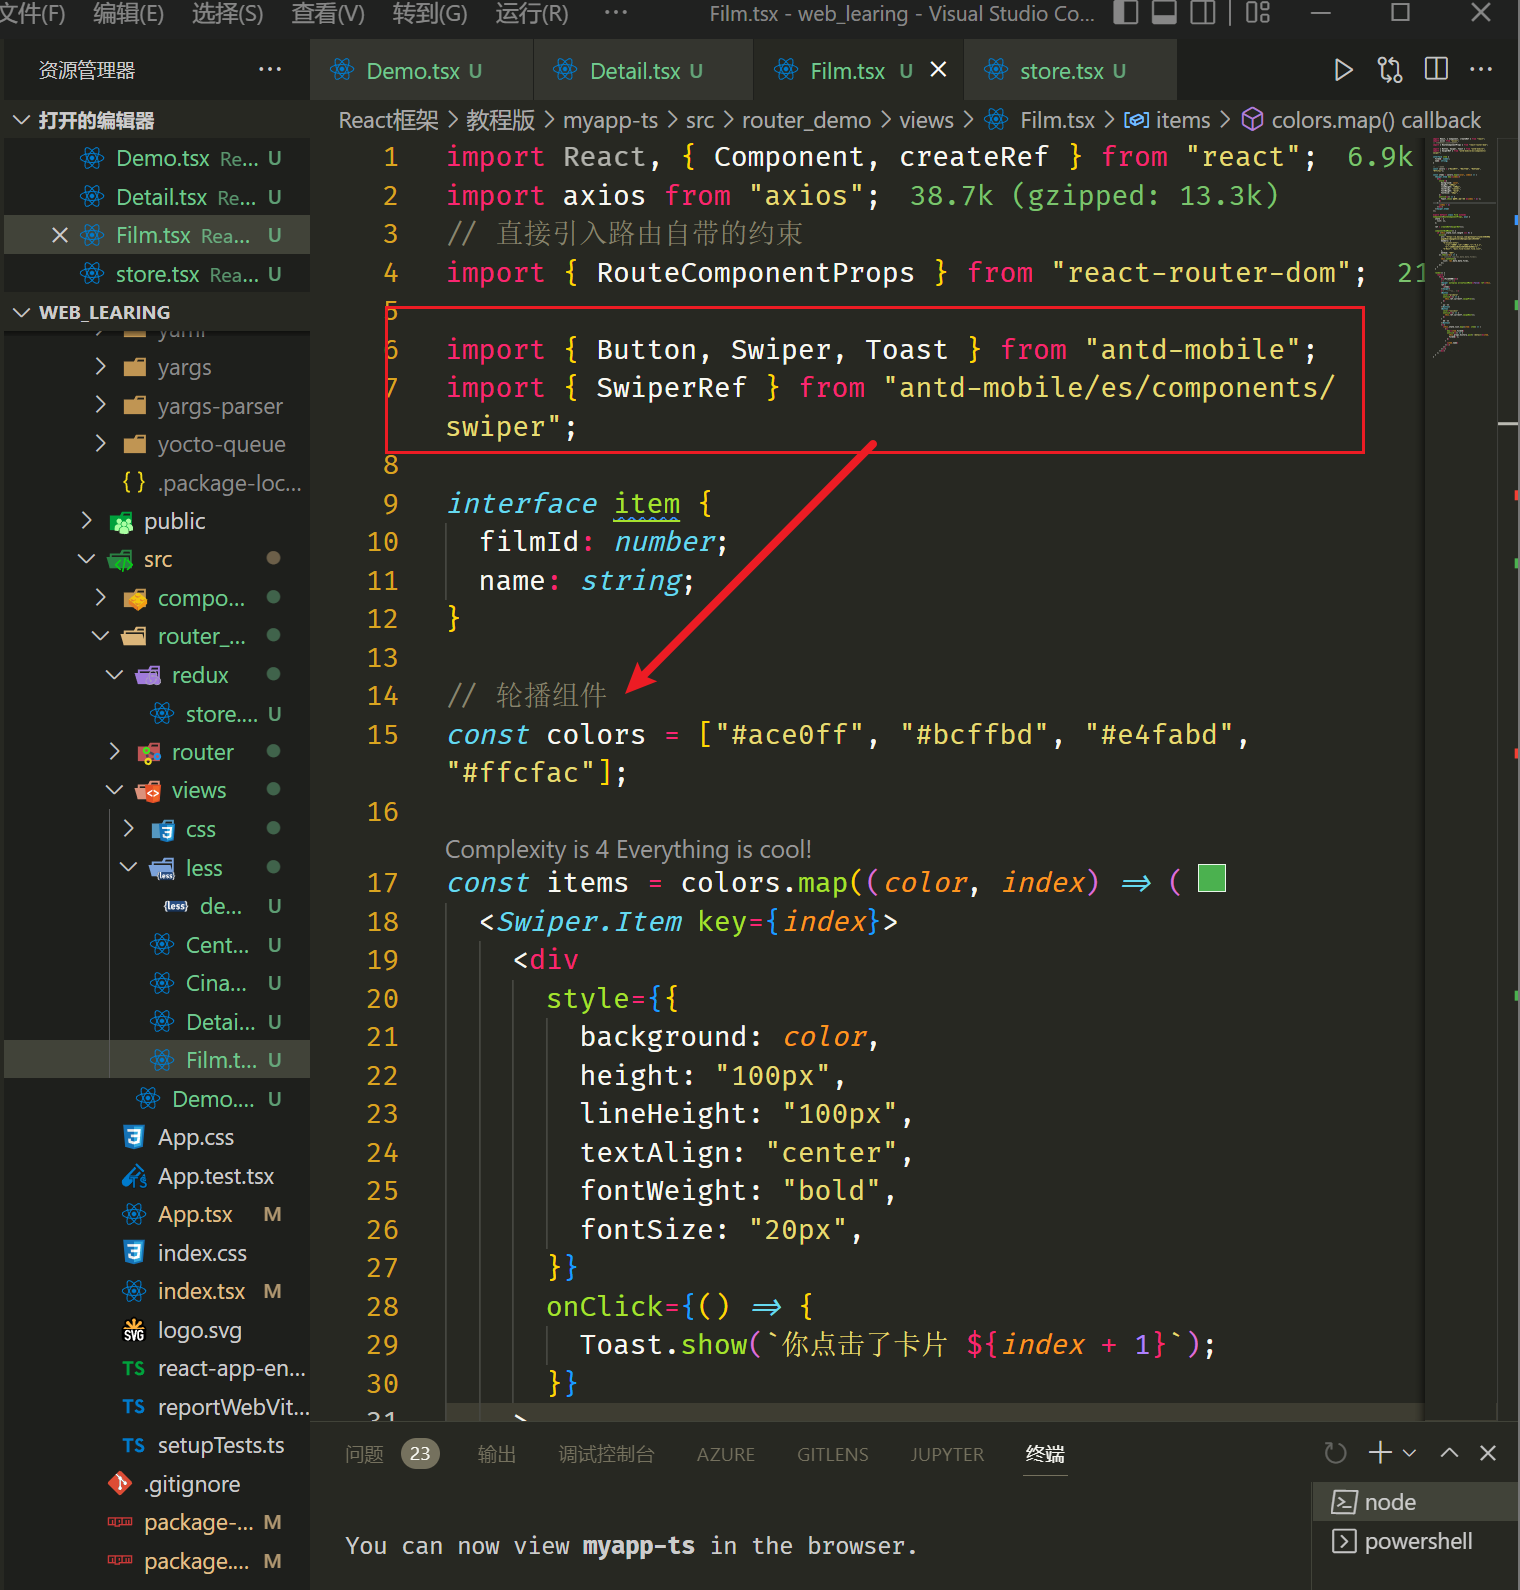 文件(F) 编辑(E) 选择(S) 查看(V) 转到(G) 运行(R) ··· Film.tsx - web_learing - Visual Studio Co...
资源管理器 ···
Demo.tsx U Detail.tsx U Film.tsx U store.tsx U
打开的编辑器
Demo.tsx Re... U
Detail.tsx Re... U
Film.tsx Rea... U
store.tsx Rea... U
WEB_LEARING
yaml
yargs
yargs-parser
yocto-queue
{} .package-loc...
public
src
compo...
router_...
redux
store.... U
router
views
css
less
{less} de... U
Cent... U
Cina... U
Detai... U
Film.t... U
Demo.... U
App.css
App.test.tsx
App.tsx M
index.css
index.tsx M
SVG logo.svg
TS react-app-en...
TS reportWebVit...
TS setupTests.ts
.gitignore
package-... M
package.... M
React框架 > 教程版 > myapp-ts > src > router_demo > views > Film.tsx > items > colors.map() callback
1 import React, { Component, createRef } from "react"; 6.9k
2 import axios from "axios"; 38.7k (gzipped: 13.3k)
3 // 直接引入路由自带的约束
4 import { RouteComponentProps } from "react-router-dom"; 21
5
6 import { Button, Swiper, Toast } from "antd-mobile";
7 import { SwiperRef } from "antd-mobile/es/components/
swiper";
8
9 interface item {
10 filmId: number;
11 name: string;
12 }
13
14 // 轮播组件
15 const colors = ["#ace0ff", "#bcffbd", "#e4fabd",
"#ffcfac"];
16
Complexity is 4 Everything is cool!
17 const items = colors.map((color, index) => (
18 <Swiper.Item key={index}>
19 <div
20 style={{
21 background: color,
22 height: "100px",
23 lineHeight: "100px",
24 textAlign: "center",
25 fontWeight: "bold",
26 fontSize: "20px",
27 }}
28 onClick={() => {
29 Toast.show(`你点击了卡片 ${index + 1}`);
30 }}
31 >
问题 23 输出 调试控制台 AZURE GITLENS JUPYTER 终端
You can now view myapp-ts in the browser.
node
powershell